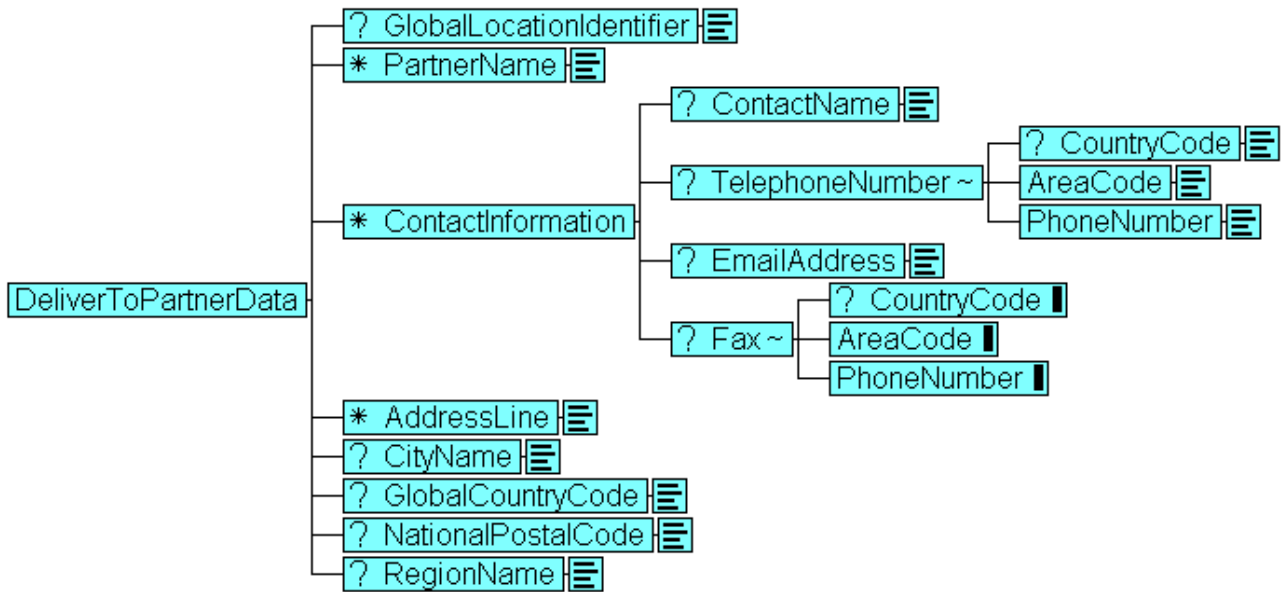 ? GlobalLocationIdentifier
* PartnerName
? ContactName
? CountryCode
? TelephoneNumber ~
AreaCode
* ContactInformation
PhoneNumber
? EmailAddress
DeliverToPartnerData
? CountryCode
? Fax ~
AreaCode
PhoneNumber
* AddressLine
? CityName
? GlobalCountryCode
? NationalPostalCode
? RegionName